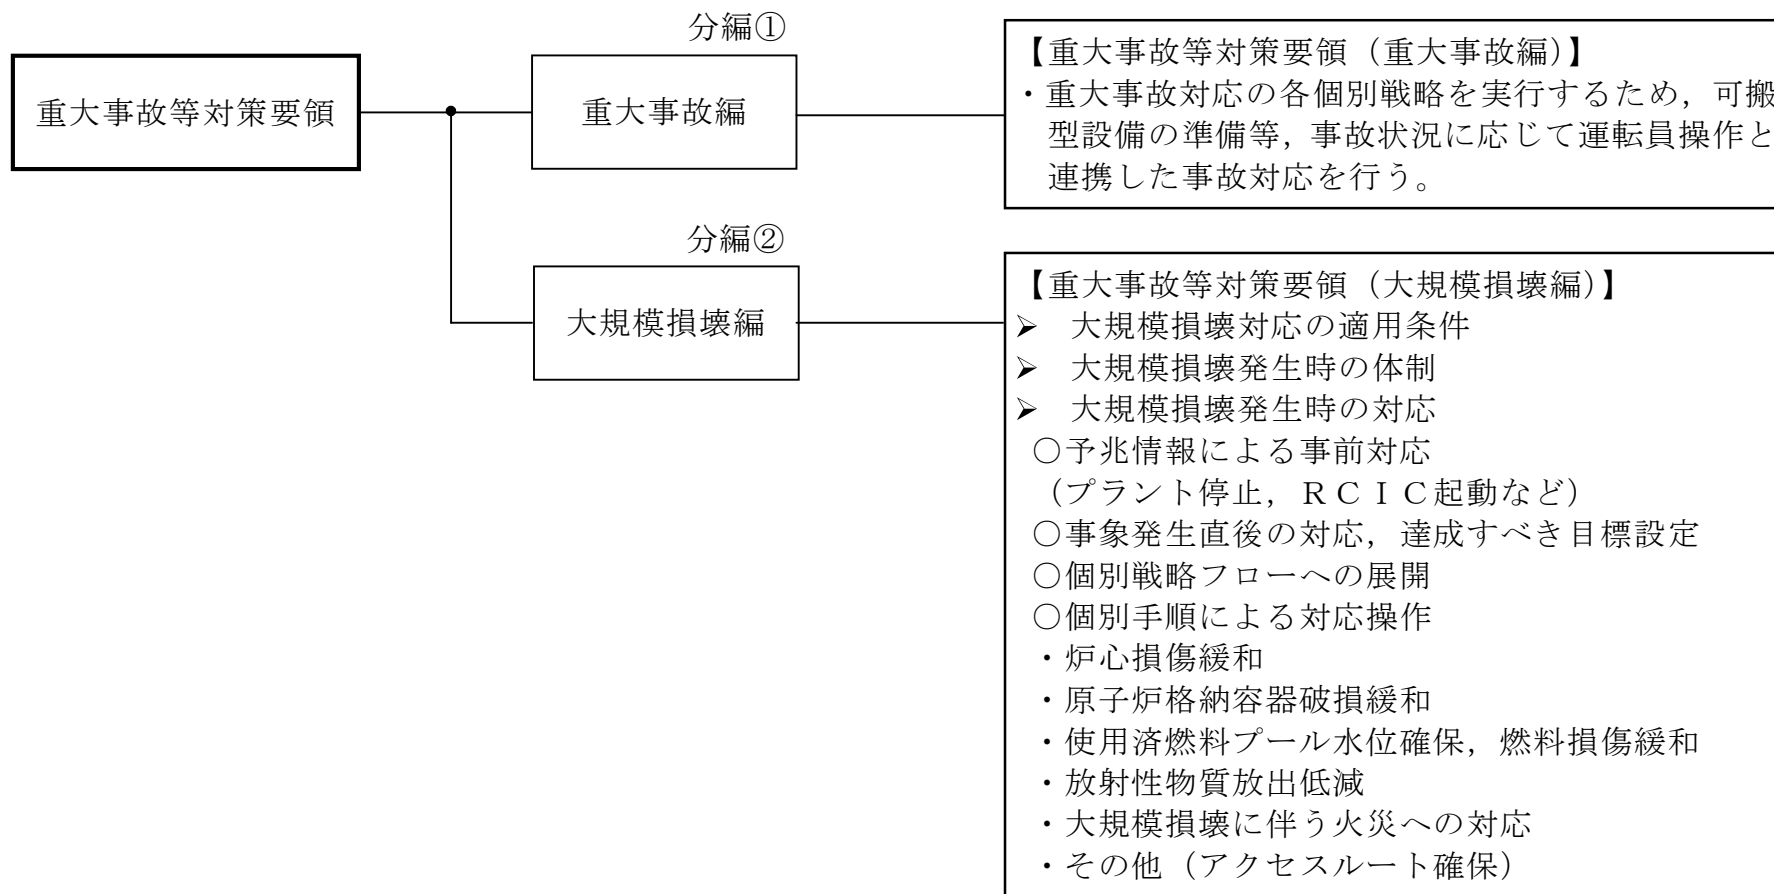 分編①
重大事故等対策要領
重大事故編
【重大事故等対策要領（重大事故編）】
・重大事故対応の各個別戦略を実行するため，可搬
型設備の準備等，事故状況に応じて運転員操作と
連携した事故対応を行う。
分編②
大規模損壊編
【重大事故等対策要領（大規模損壊編）】
➢ 大規模損壊対応の適用条件
➢ 大規模損壊発生時の体制
➢ 大規模損壊発生時の対応
○予兆情報による事前対応
（プラント停止，ＲＣＩＣ起動など）
○事象発生直後の対応，達成すべき目標設定
○個別戦略フローへの展開
○個別手順による対応操作
・炉心損傷緩和
・原子炉格納容器破損緩和
・使用済燃料プール水位確保，燃料損傷緩和
・放射性物質放出低減
・大規模損壊に伴う火災への対応
・その他（アクセスルート確保）